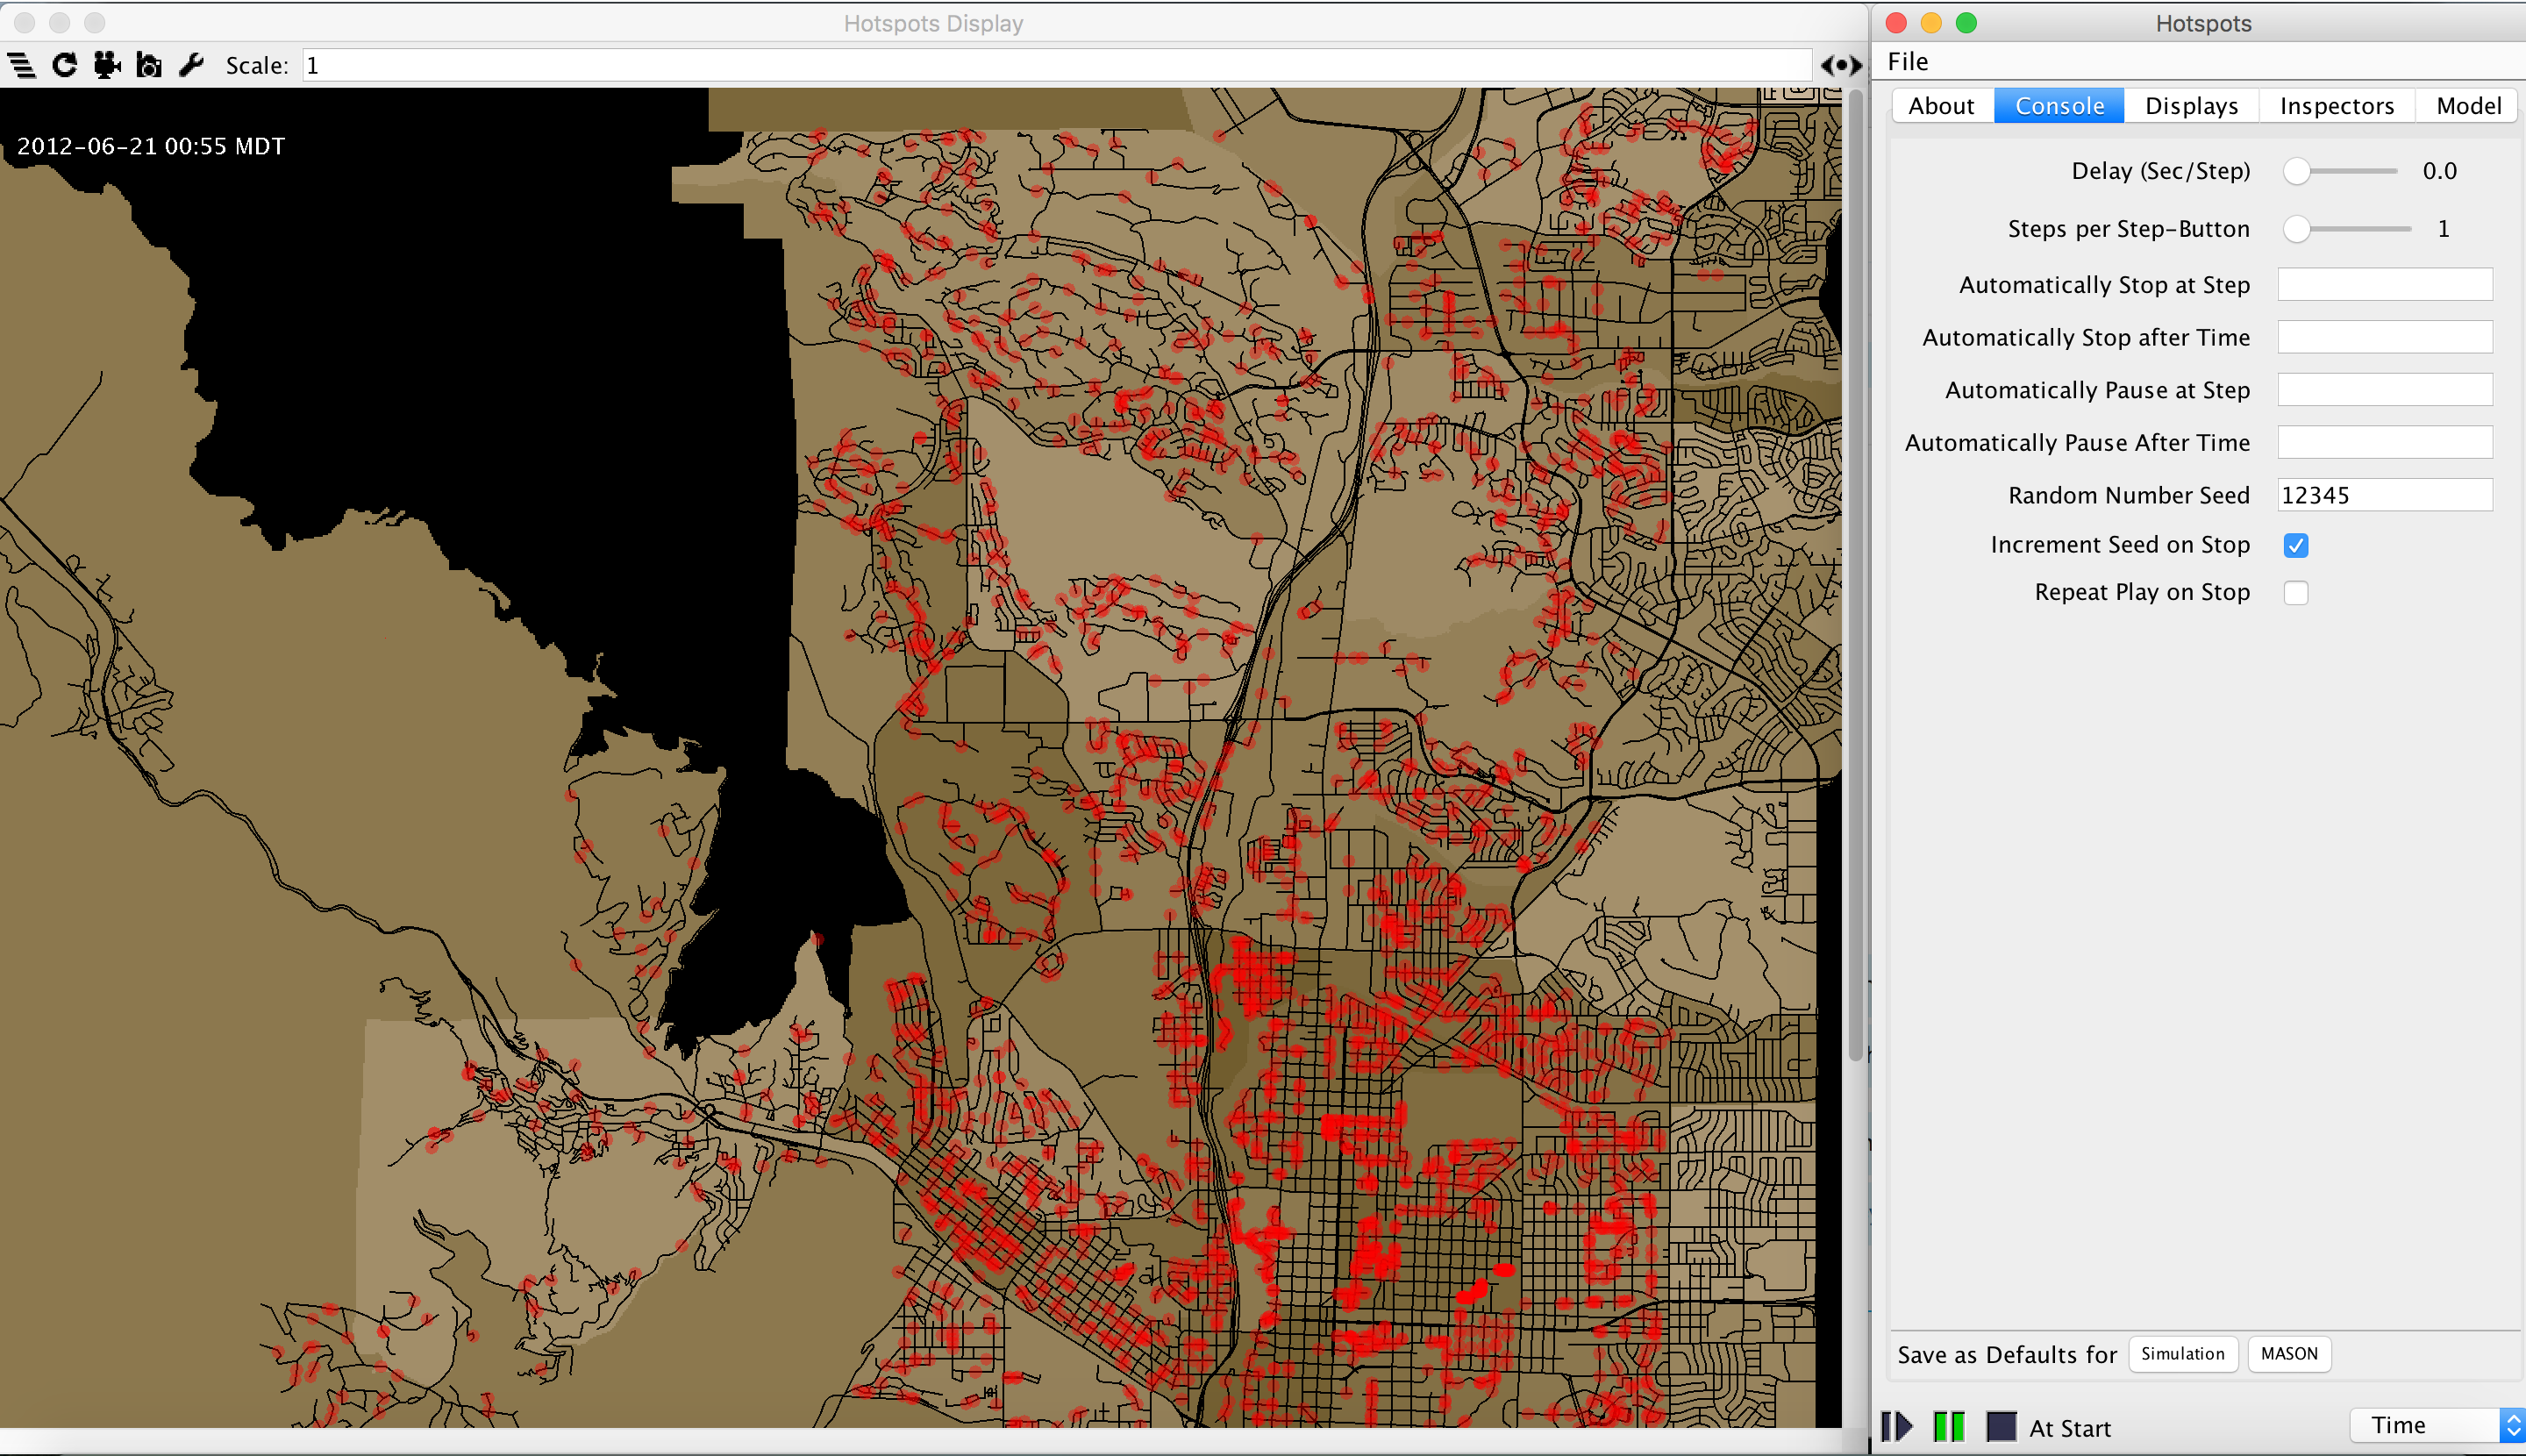 Hotspots Display
Scale: 1
2012-06-21 00:55 MDT
Hotspots
File
About Console Displays Inspectors Model
Delay (Sec/Step) 0.0
Steps per Step-Button 1
Automatically Stop at Step
Automatically Stop after Time
Automatically Pause at Step
Automatically Pause After Time
Random Number Seed 12345
Increment Seed on Stop
Repeat Play on Stop
Save as Defaults for Simulation MASON
At Start Time